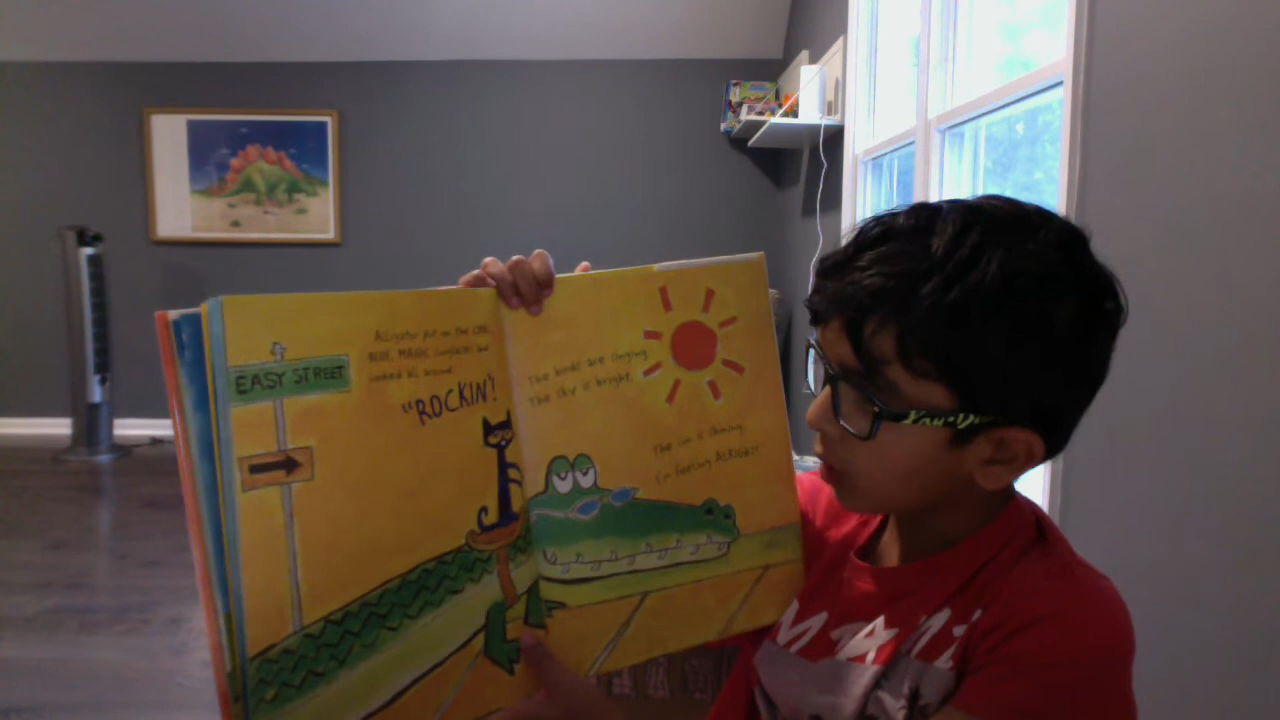 EASY STREET
Alligator put on the COOL,
BLUE, MAGIC sunglasses and
looked all around.
"ROCKIN'!
The birds are singing.
The sky is bright.
The sun is shining.
I'm feeling ALRIGHT!